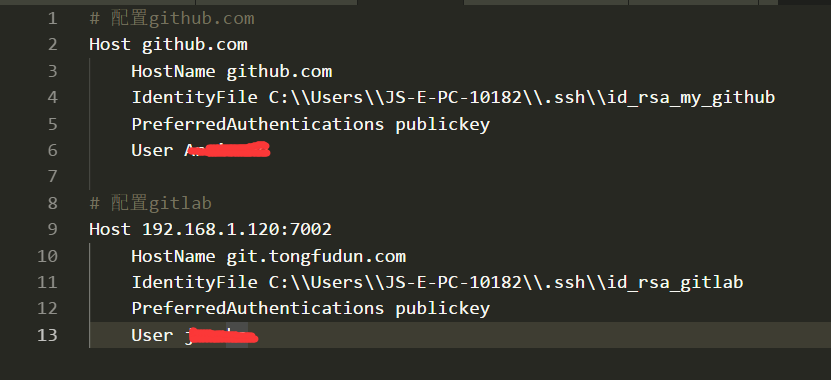 1 # 配置github.com
2 Host github.com
3 HostName github.com
4 IdentityFile C:\\Users\\JS-E-PC-10182\\.ssh\\id_rsa_my_github
5 PreferredAuthentications publickey
6 User
7
8 # 配置gitlab
9 Host 192.168.1.120:7002
10 HostName git.tongfudun.com
11 IdentityFile C:\\Users\\JS-E-PC-10182\\.ssh\\id_rsa_gitlab
12 PreferredAuthentications publickey
13 User